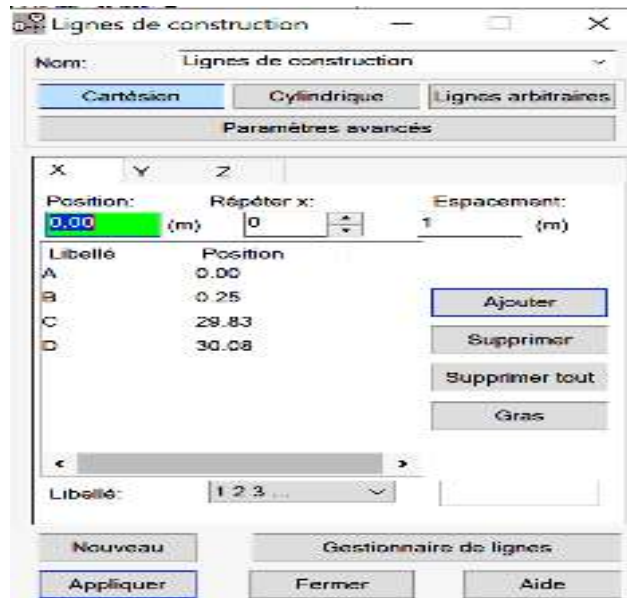 Lignes de construction
Nom: Lignes de construction
Cartésien Cylindrique Lignes arbitraires
Paramètres avancés
X Y Z
Position: Répéter x: Espacement:
0.00 (m) 0 1 (m)
Libellé Position
A 0.00
B 0.25
C 29.83
D 30.08
Ajouter
Supprimer
Supprimer tout
Gras
Libellé: 1 2 3 ...
Nouveau Gestionnaire de lignes
Appliquer Fermer Aide